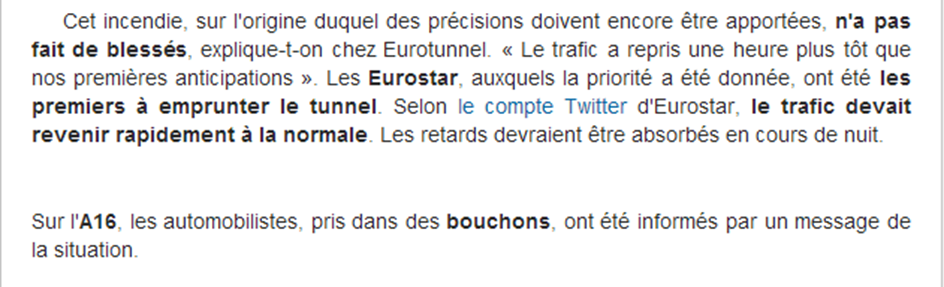 Cet incendie, sur l'origine duquel des précisions doivent encore être apportées, n'a pas
fait de blessés, explique-t-on chez Eurotunnel. « Le trafic a repris une heure plus tôt que
nos premières anticipations ». Les Eurostar, auxquels la priorité a été donnée, ont été les
premiers à emprunter le tunnel. Selon le compte Twitter d'Eurostar, le trafic devait
revenir rapidement à la normale. Les retards devraient être absorbés en cours de nuit.
Sur l'A16, les automobilistes, pris dans des bouchons, ont été informés par un message de
la situation.